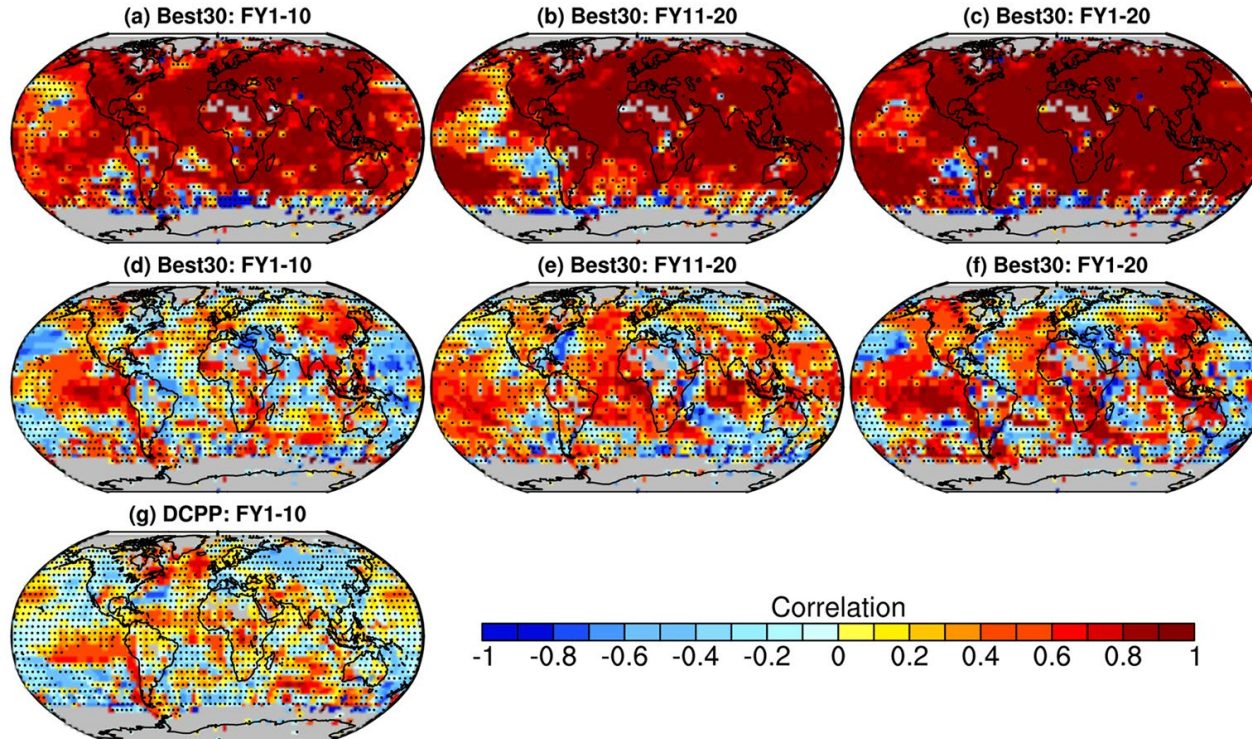 (a) Best30: FY1-10
(b) Best30: FY11-20
(c) Best30: FY1-20
(d) Best30: FY1-10
(e) Best30: FY11-20
(f) Best30: FY1-20
(g) DCPP: FY1-10
Correlation
-1 -0.8 -0.6 -0.4 -0.2 0 0.2 0.4 0.6 0.8 1